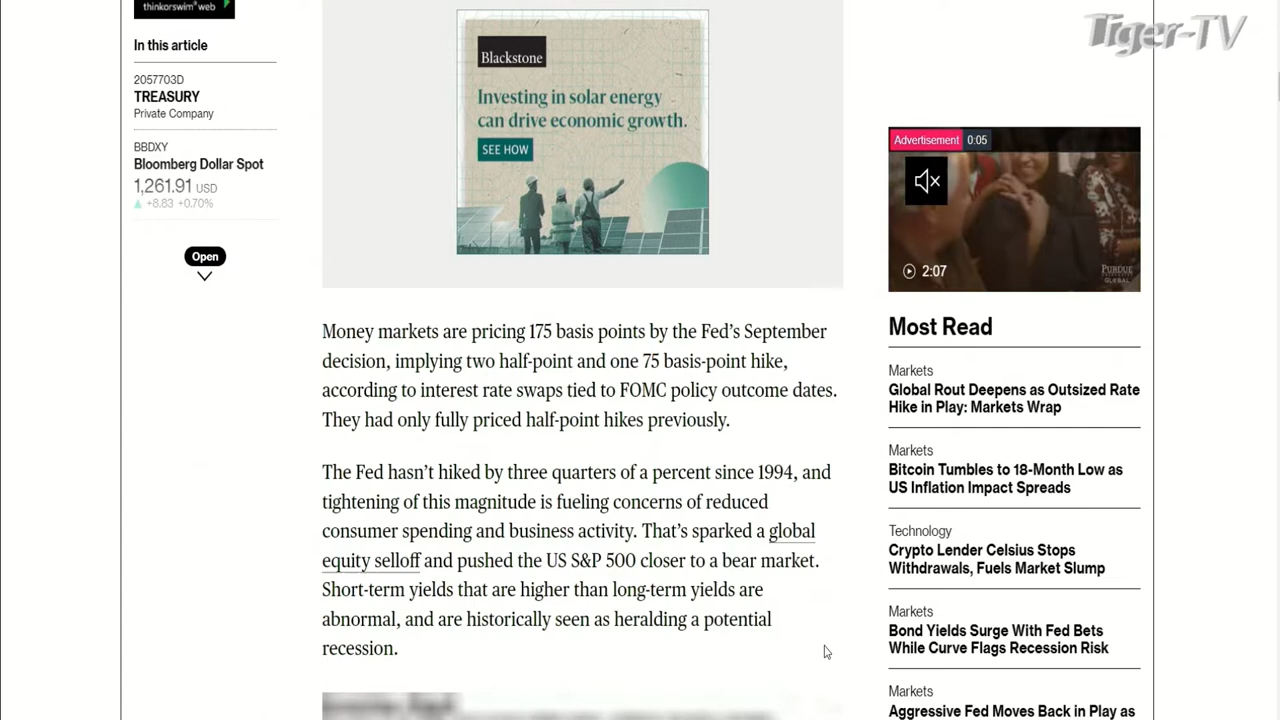 thinkorswim® web
In this article
2057703D
TREASURY
Private Company
BBDXY
Bloomberg Dollar Spot
1,261.91 USD
+8.83 +0.70%
Open
Blackstone
Investing in solar energy
can drive economic growth.
SEE HOW
Money markets are pricing 175 basis points by the Fed’s September
decision, implying two half-point and one 75 basis-point hike,
according to interest rate swaps tied to FOMC policy outcome dates.
They had only fully priced half-point hikes previously.
The Fed hasn’t hiked by three quarters of a percent since 1994, and
tightening of this magnitude is fueling concerns of reduced
consumer spending and business activity. That’s sparked a global
equity selloff and pushed the US S&P 500 closer to a bear market.
Short-term yields that are higher than long-term yields are
abnormal, and are historically seen as heralding a potential
recession.
Tiger-TV
Advertisement 0:05
2:07
PURDUE
GLOBAL
Most Read
Markets
Global Rout Deepens as Outsized Rate
Hike in Play: Markets Wrap
Markets
Bitcoin Tumbles to 18-Month Low as
US Inflation Impact Spreads
Technology
Crypto Lender Celsius Stops
Withdrawals, Fuels Market Slump
Markets
Bond Yields Surge With Fed Bets
While Curve Flags Recession Risk
Markets
Aggressive Fed Moves Back in Play as